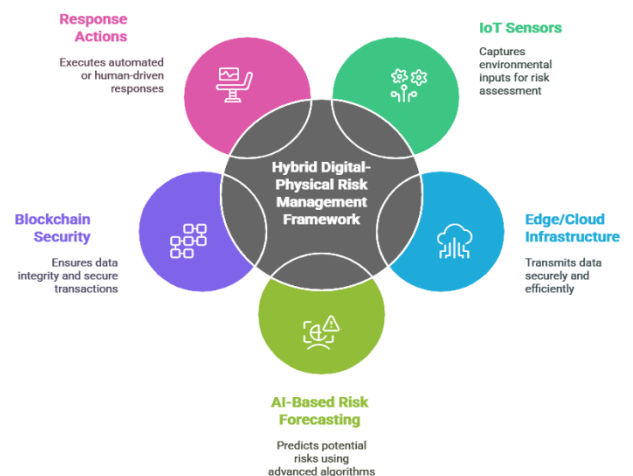 Response
Actions
Executes automated
or human-driven
responses
IoT Sensors
Captures
environmental
inputs for risk
assessment
Hybrid Digital-
Physical Risk
Management
Framework
Blockchain
Security
Ensures data
integrity and secure
transactions
Edge/Cloud
Infrastructure
Transmits data
securely and
efficiently
AI-Based Risk
Forecasting
Predicts potential
risks using
advanced algorithms